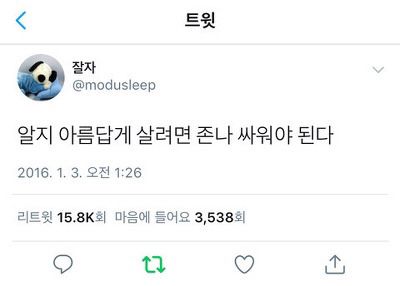 트윗
잘자
@modusleep
알지 아름답게 살려면 존나 싸워야 된다
2016. 1. 3. 오전 1:26
리트윗 15.8K회 마음에 들어요 3,538회